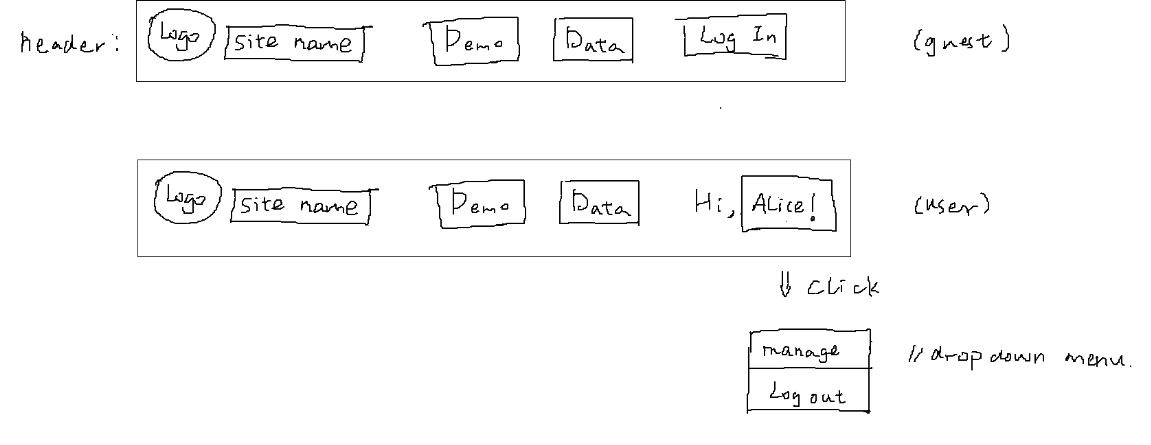 header: Logo Site name Demo Data Log In (guest)
Logo Site name Demo Data Hi, Alice! (user)
⇓ click
manage // drop down menu.
Log out